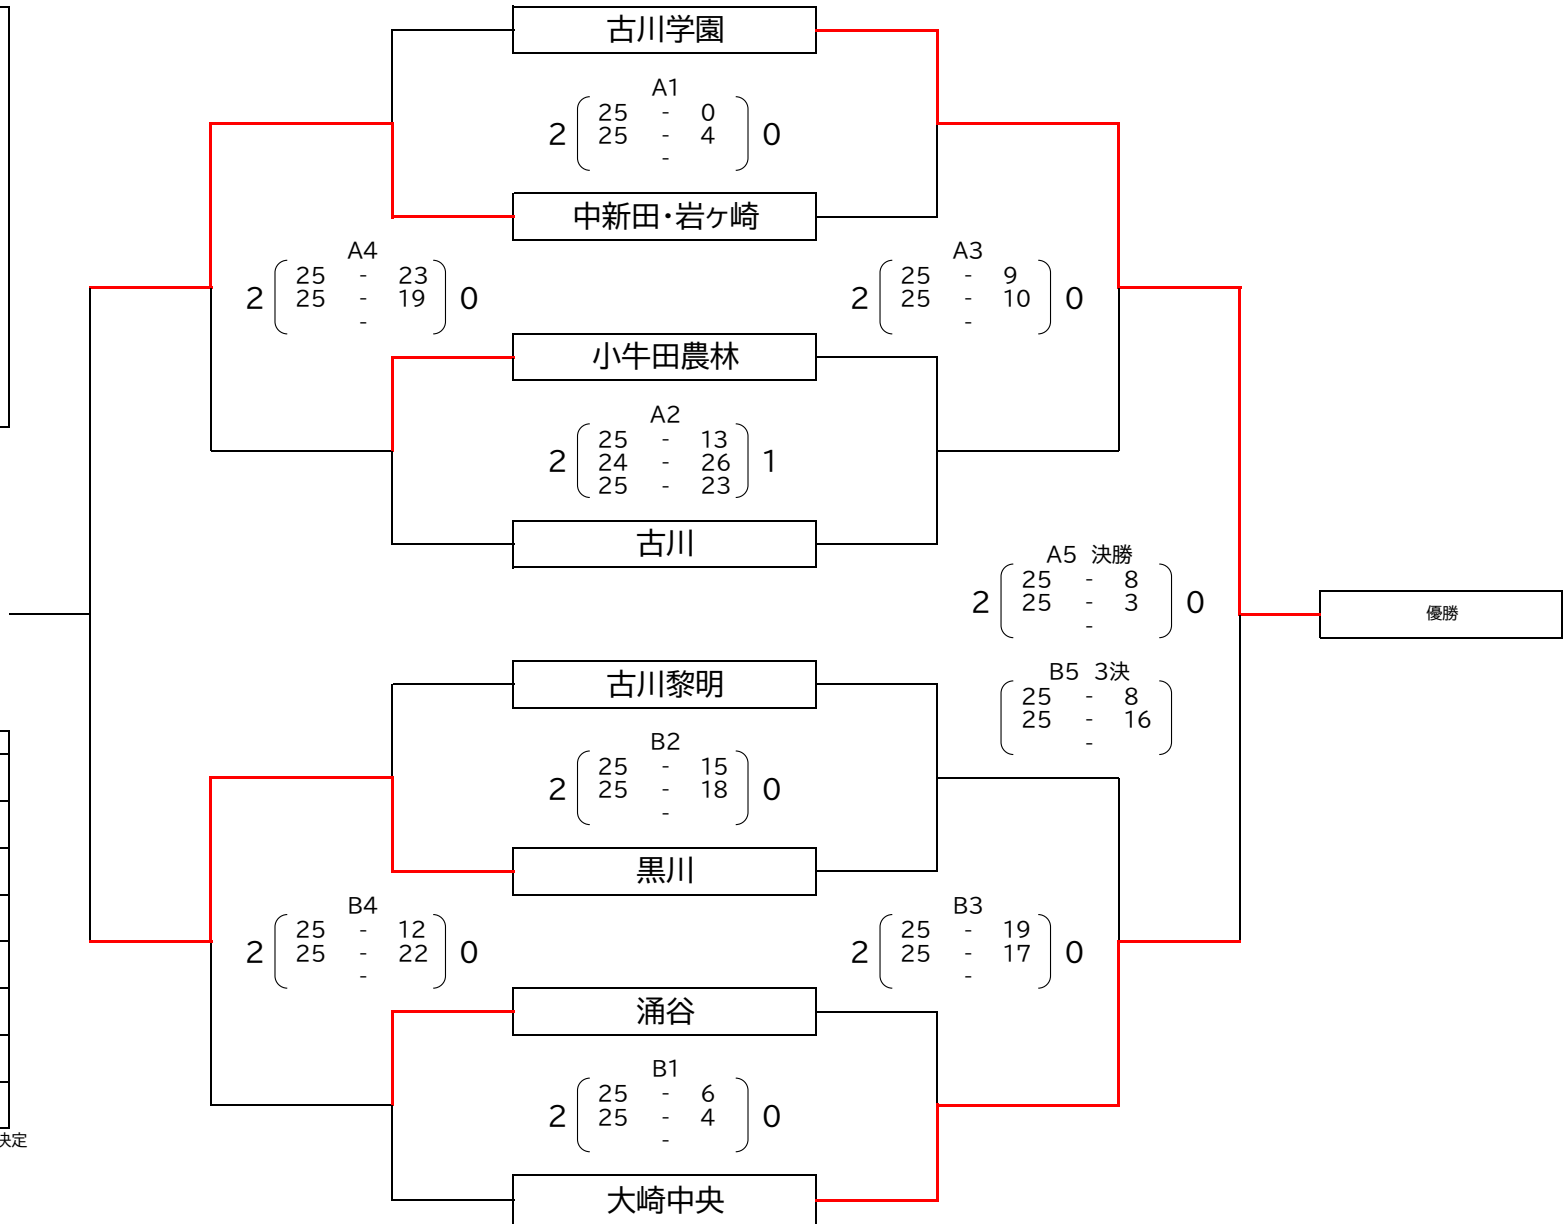 古川学園
A1
25 - 0
2 25 - 4 0
-
中新田・岩ヶ崎
A4
25 - 23
2 25 - 19 0
-
A3
25 - 9
2 25 - 10 0
-
小牛田農林
A2
25 - 13
2 24 - 26 1
25 - 23
古川
A5 決勝
25 - 8
2 25 - 3 0
-
優勝
B5 3決
25 - 8
25 - 16
-
古川黎明
B2
25 - 15
2 25 - 18 0
-
黒川
B4
25 - 12
2 25 - 22 0
-
B3
25 - 19
2 25 - 17 0
-
涌谷
B1
25 - 6
2 25 - 4 0
-
決定
大崎中央